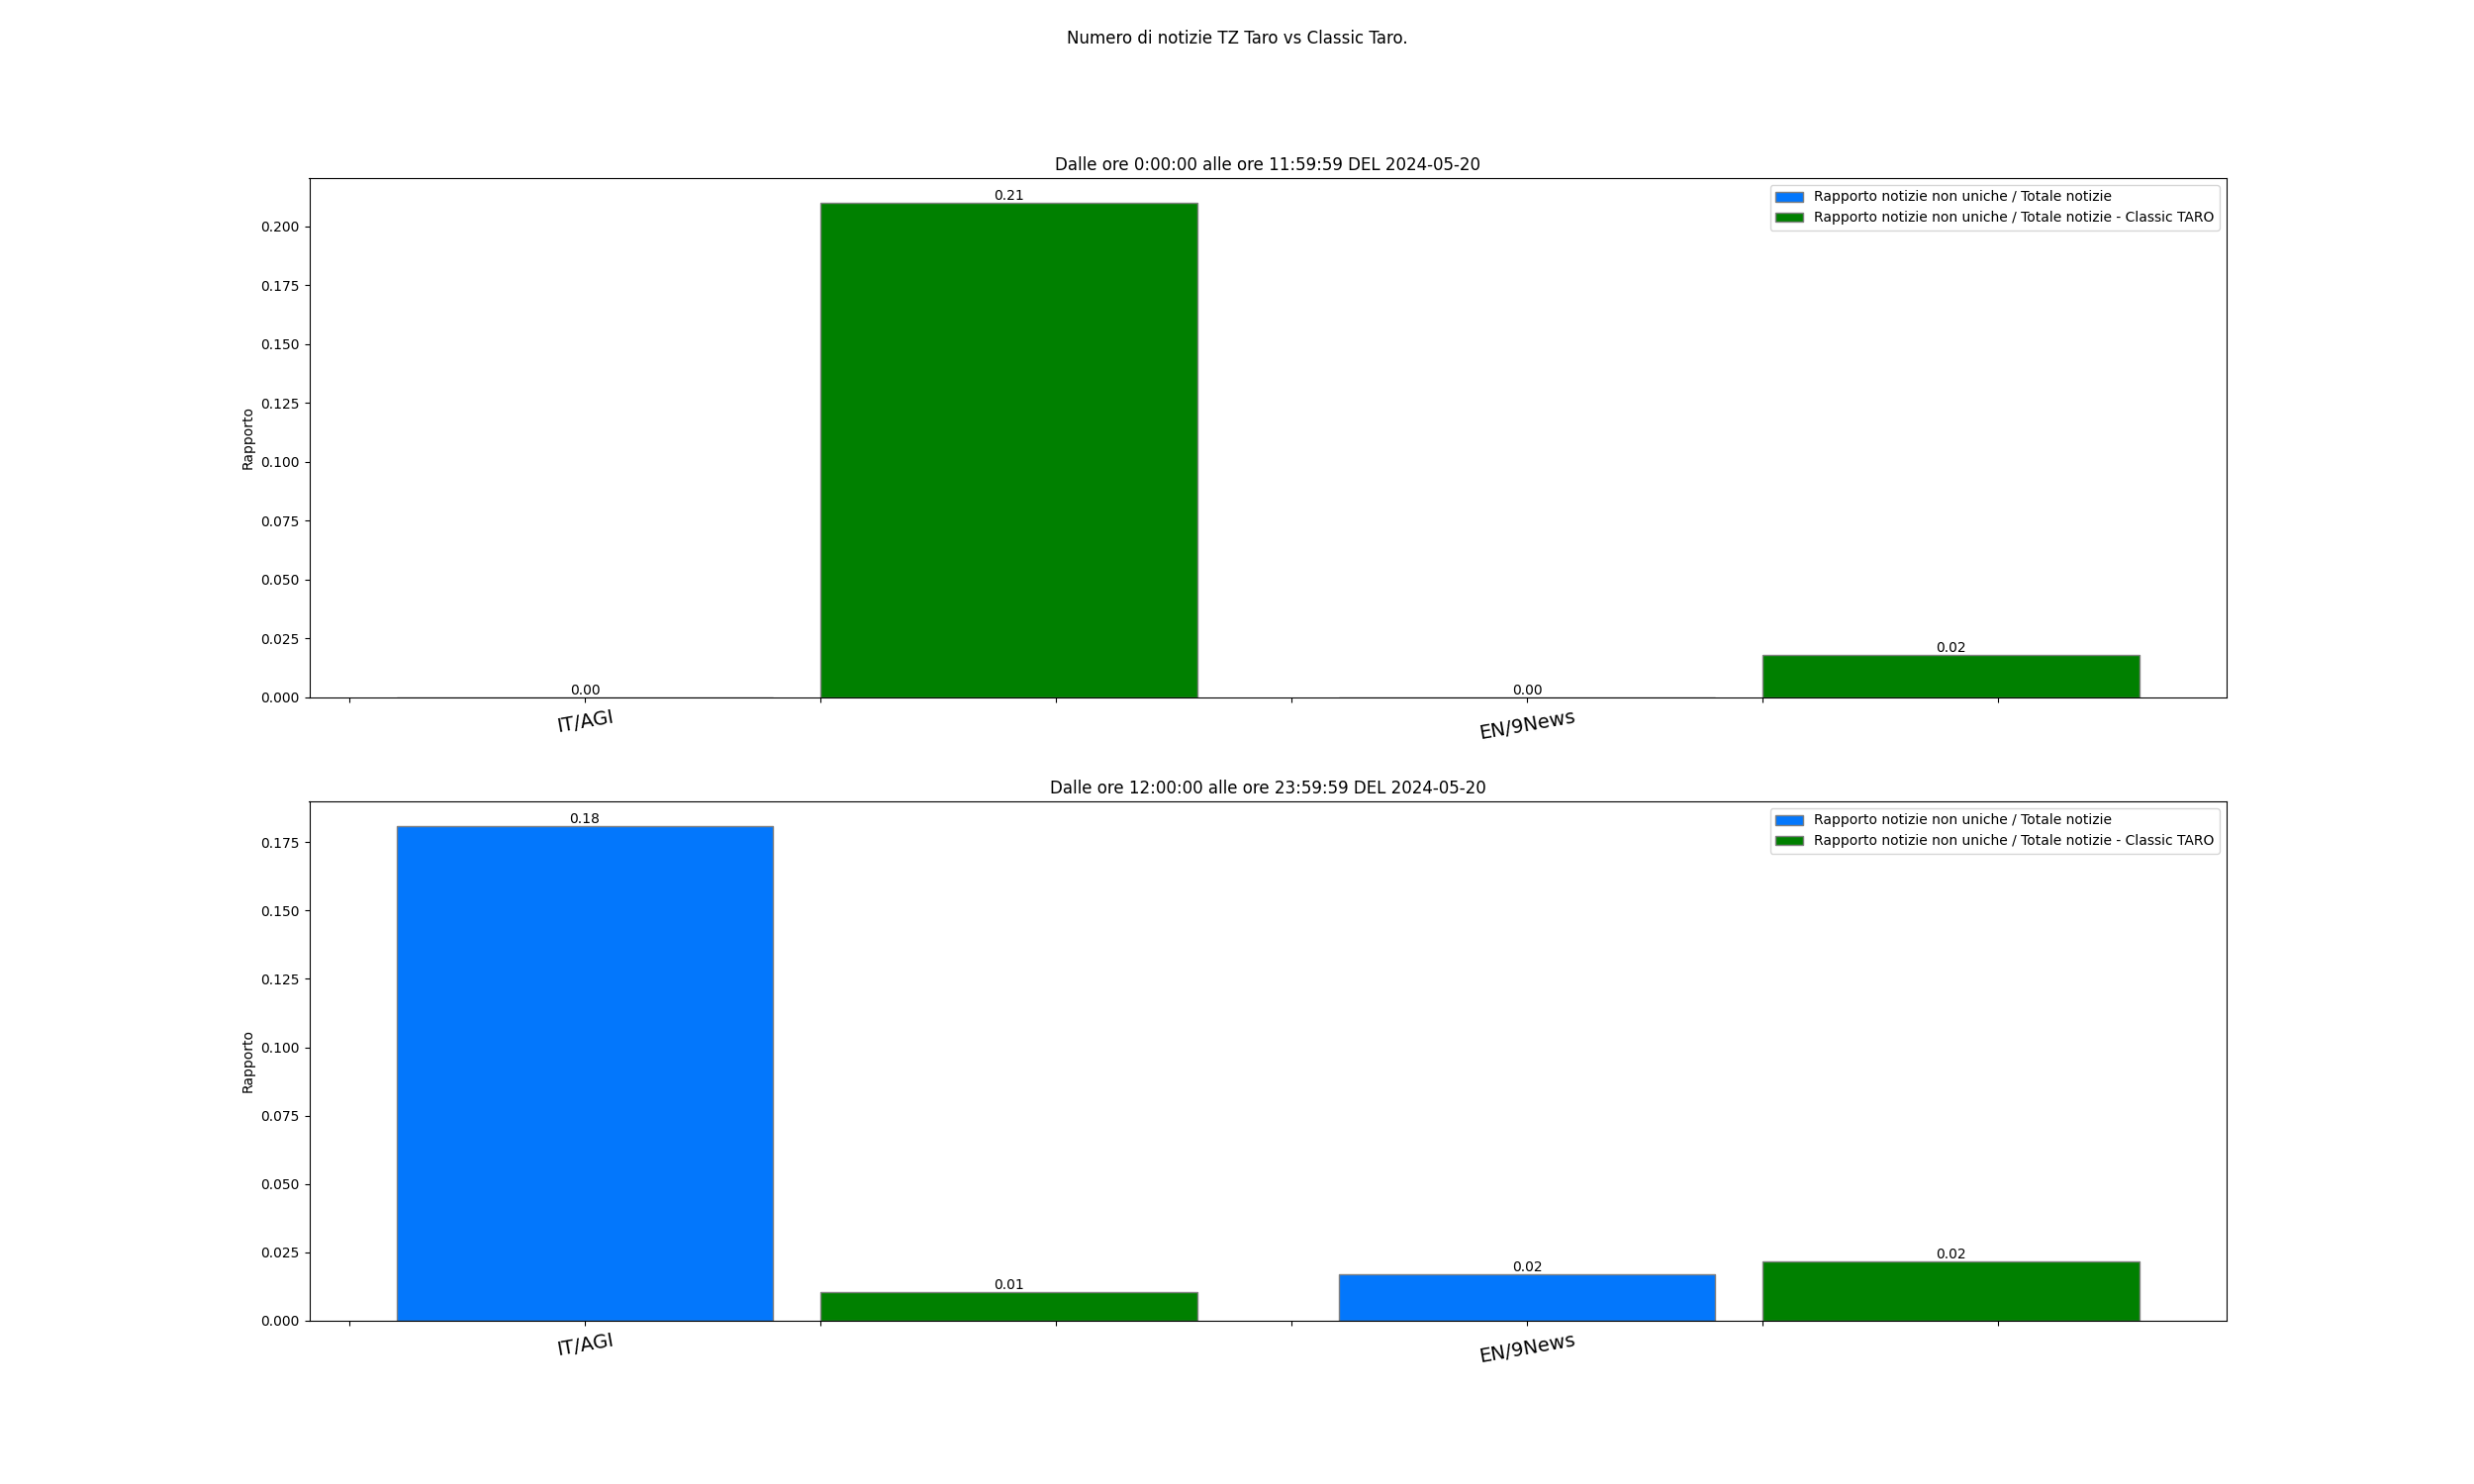 Numero di notizie TZ Taro vs Classic Taro.
Dalle ore 0:00:00 alle ore 11:59:59 DEL 2024-05-20
Rapporto notizie non uniche / Totale notizie
Rapporto notizie non uniche / Totale notizie - Classic TARO
Rapporto
0.200
0.175
0.150
0.125
0.100
0.075
0.050
0.025
0.000
0.00
0.21
0.00
0.02
IT/AGI
EN/9News
Dalle ore 12:00:00 alle ore 23:59:59 DEL 2024-05-20
Rapporto notizie non uniche / Totale notizie
Rapporto notizie non uniche / Totale notizie - Classic TARO
Rapporto
0.175
0.150
0.125
0.100
0.075
0.050
0.025
0.000
0.18
0.01
0.02
0.02
IT/AGI
EN/9News